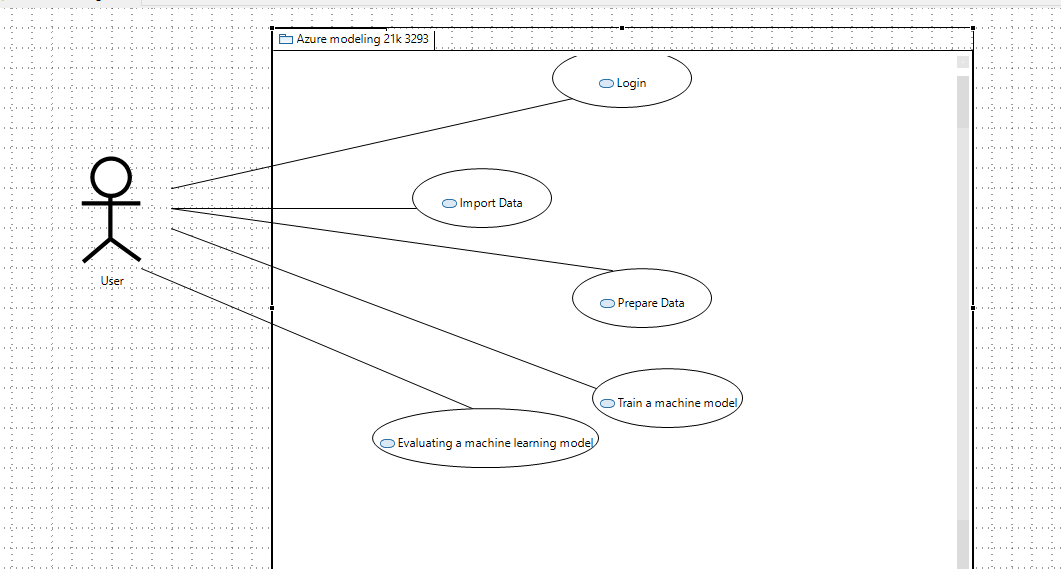 Azure modeling 21k 3293
Login
Import Data
User
Prepare Data
Train a machine model
Evaluating a machine learning model